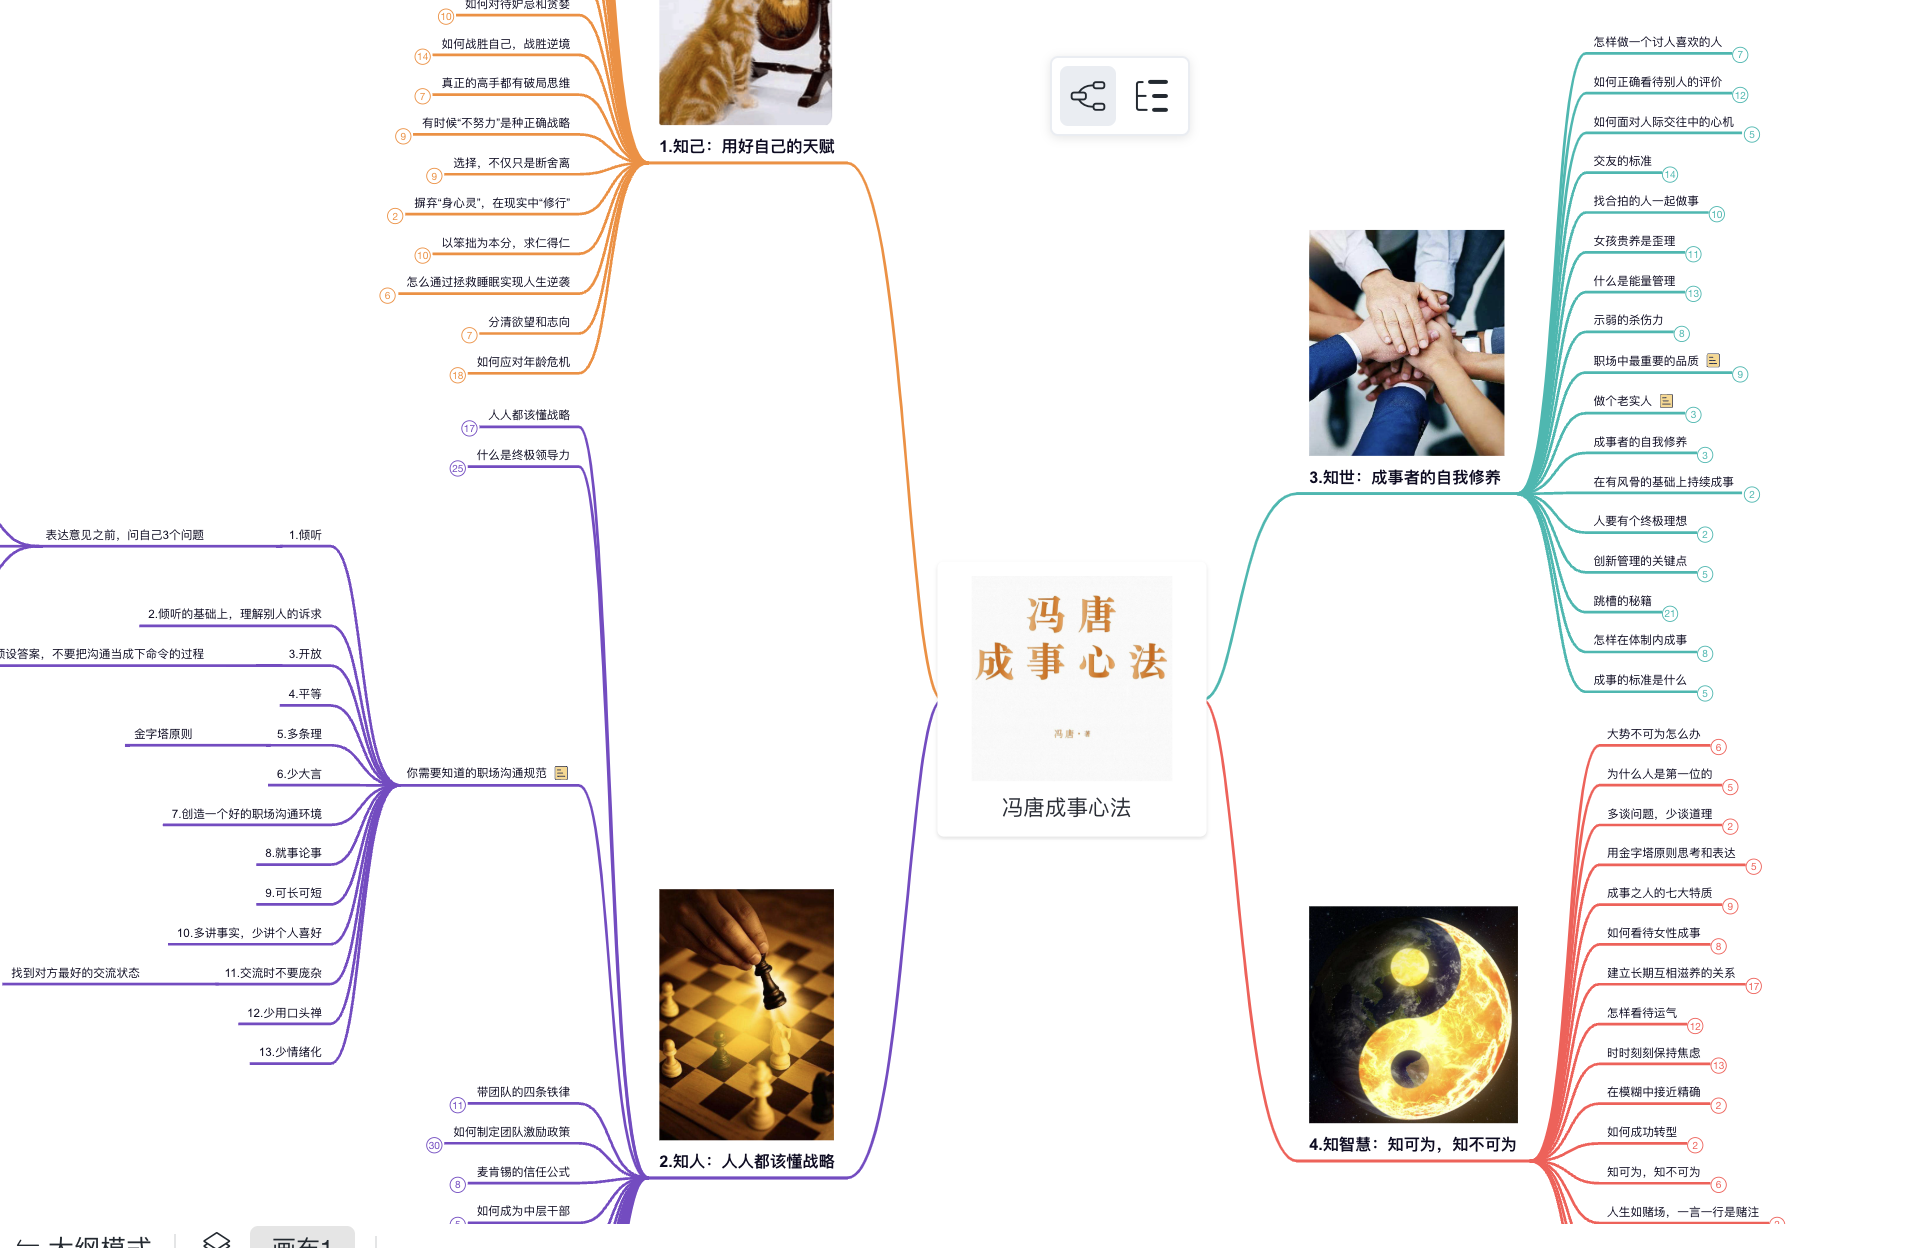 如何对待妒忌和贪婪
10
如何战胜自己，战胜逆境
14
真正的高手都有破局思维
7
有时候“不努力”是种正确战略
9
选择，不仅只是断舍离
9
摒弃“身心灵”，在现实中“修行”
2
以笨拙为本分，求仁得仁
10
怎么通过拯救睡眠实现人生逆袭
6
分清欲望和志向
7
如何应对年龄危机
18
1.知己：用好自己的天赋
人人都该懂战略
17
什么是终极领导力
25
表达意见之前，问自己3个问题
1.倾听
2.倾听的基础上，理解别人的诉求
设答案，不要把沟通当成下命令的过程
3.开放
4.平等
金字塔原则
5.多条理
6.少大言
你需要知道的职场沟通规范
7.创造一个好的职场沟通环境
8.就事论事
9.可长可短
10.多讲事实，少讲个人喜好
找到对方最好的交流状态
11.交流时不要庞杂
12.少用口头禅
13.少情绪化
带团队的四条铁律
11
如何制定团队激励政策
30
麦肯锡的信任公式
8
如何成为中层干部
5
2.知人：人人都该懂战略
冯唐
成事心法
冯唐·著
冯唐成事心法
怎样做一个讨人喜欢的人
7
如何正确看待别人的评价
12
如何面对人际交往中的心机
5
交友的标准
14
找合拍的人一起做事
10
女孩贵养是歪理
11
什么是能量管理
13
示弱的杀伤力
8
职场中最重要的品质
9
做个老实人
3
成事者的自我修养
3
在有风骨的基础上持续成事
2
人要有个终极理想
2
创新管理的关键点
5
跳槽的秘籍
21
怎样在体制内成事
8
成事的标准是什么
5
3.知世：成事者的自我修养
大势不可为怎么办
6
为什么人是第一位的
5
多谈问题，少谈道理
2
用金字塔原则思考和表达
5
成事之人的七大特质
9
如何看待女性成事
8
建立长期互相滋养的关系
17
怎样看待运气
12
时时刻刻保持焦虑
13
在模糊中接近精确
2
如何成功转型
2
知可为，知不可为
6
人生如赌场，一言一行是赌注
4.知智慧：知可为，知不可为
大纲模式
画布1